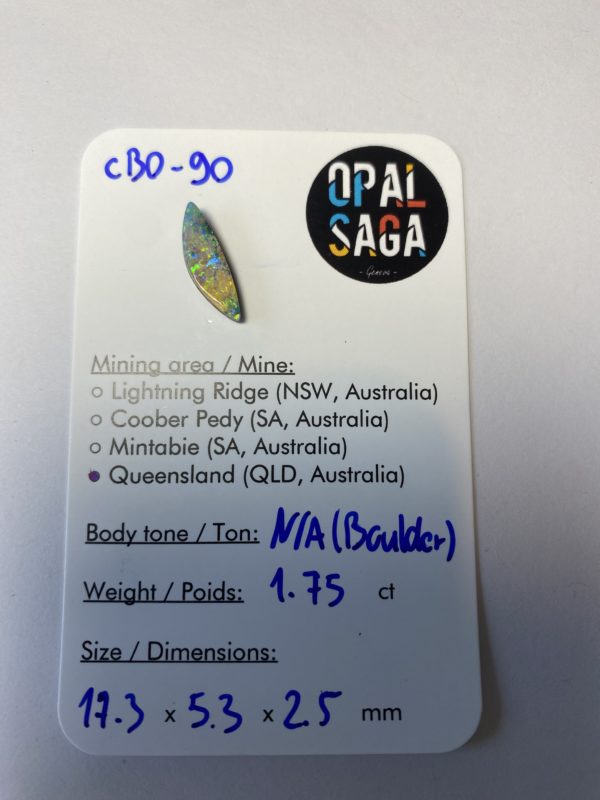 CBO-90
OPAL
SAGA
- Geneva -
Mining area / Mine:
Lightning Ridge (NSW, Australia)
Coober Pedy (SA, Australia)
Mintabie (SA, Australia)
Queensland (QLD, Australia)
Body tone / Ton: N/A (Boulder)
Weight / Poids: 1.75 ct
Size / Dimensions:
17.3 x 5.3 x 2.5 mm